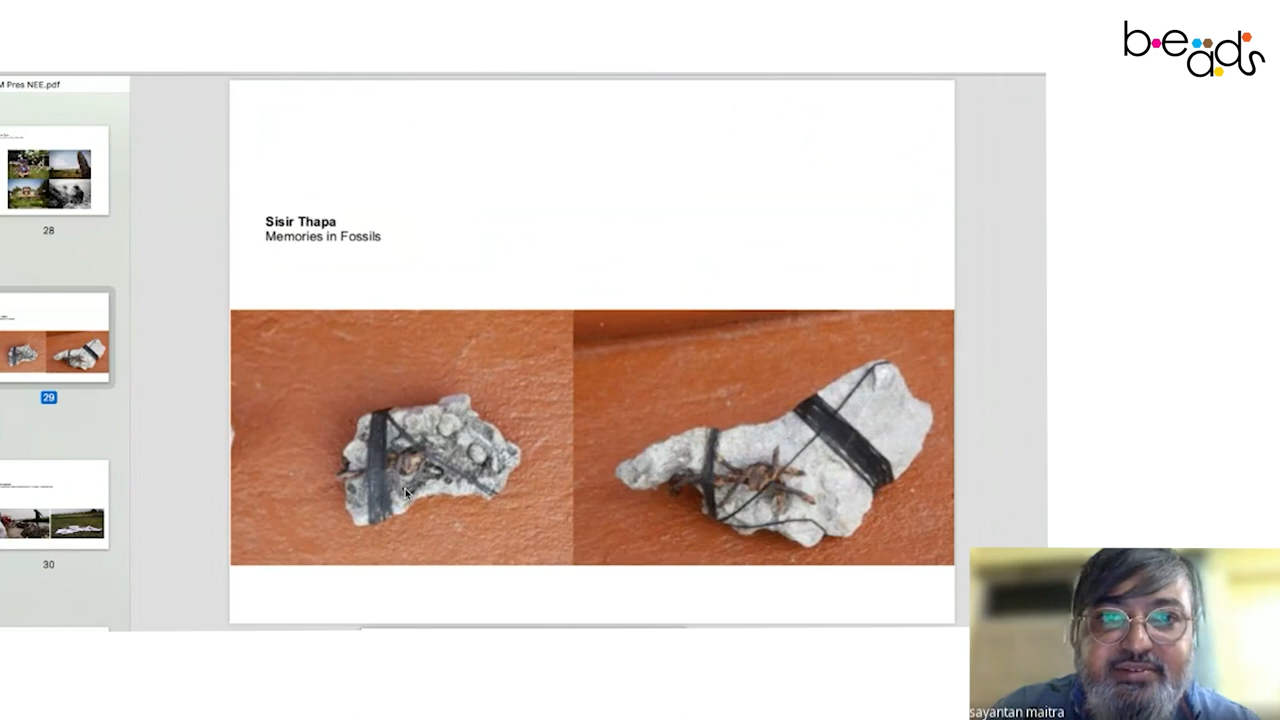 beads
M Pres NEE.pdf
28
29
30
Sisir Thapa
Memories in Fossils
sayantan maitra